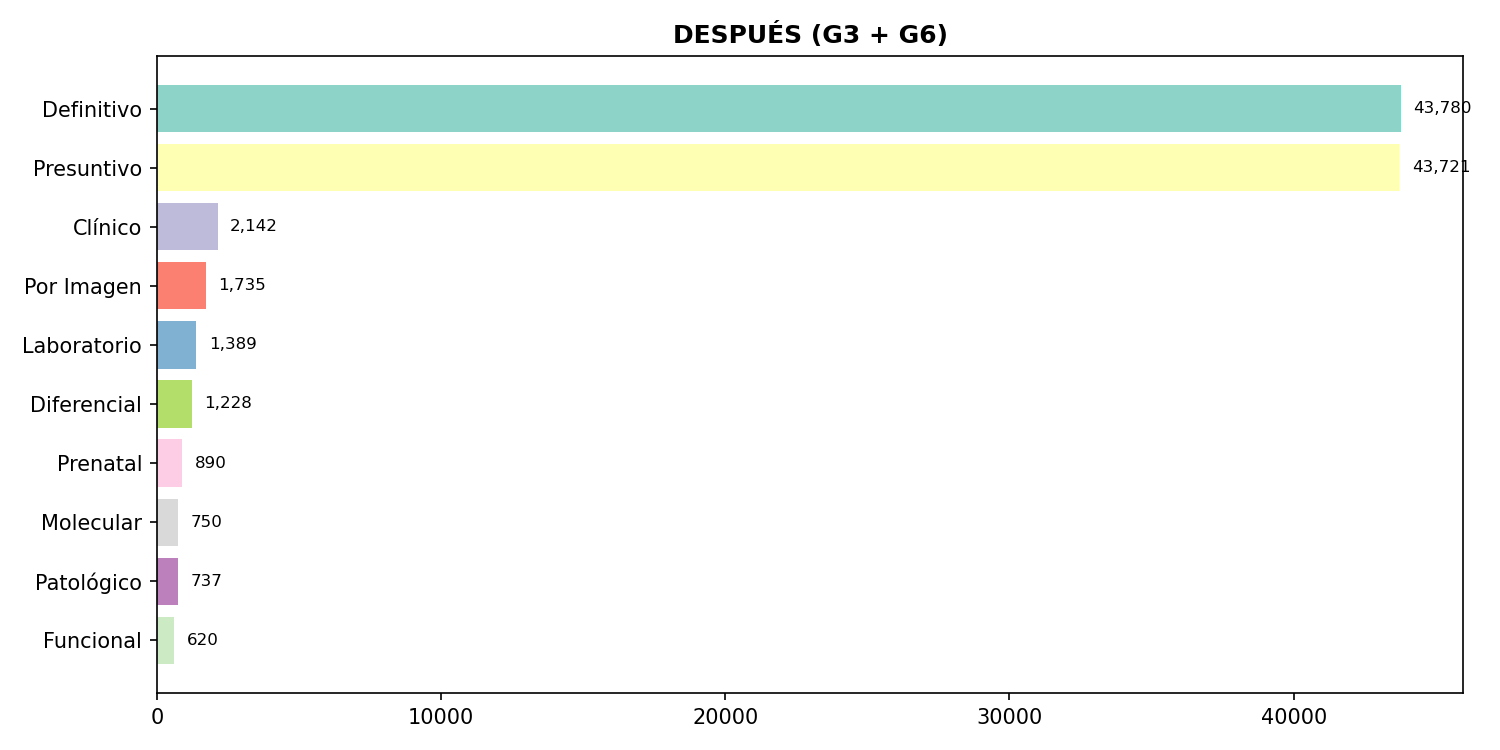 DESPUÉS (G3 + G6)
Definitivo 43,780
Presuntivo 43,721
Clínico 2,142
Por Imagen 1,735
Laboratorio 1,389
Diferencial 1,228
Prenatal 890
Molecular 750
Patológico 737
Funcional 620
0 10000 20000 30000 40000